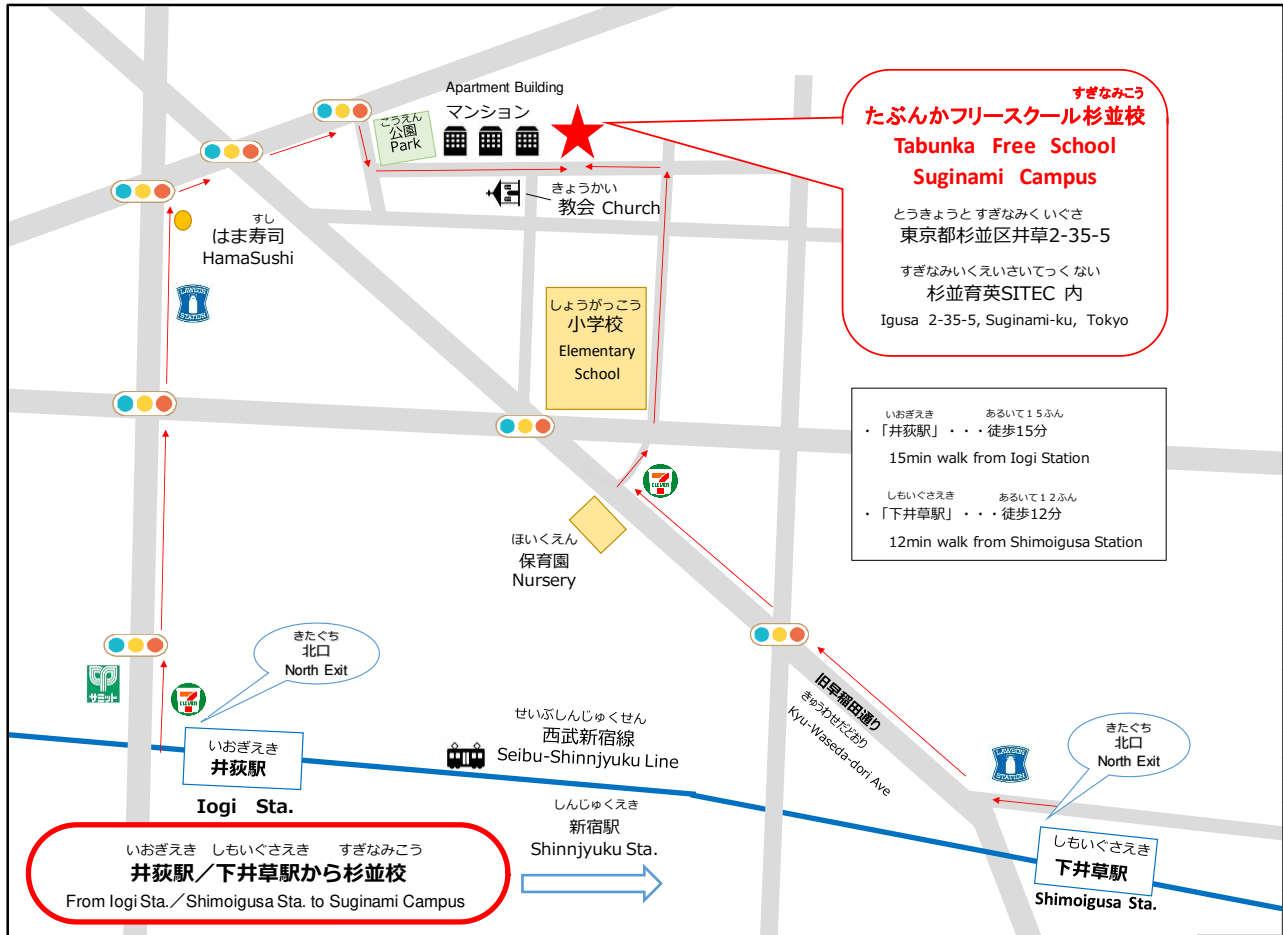 Apartment Building
マンション
こうえん
公園
Park
すぎなみこう
たぶんかフリースクール杉並校
Tabunka Free School
Suginami Campus
とうきょうと すぎなみく いぐさ
東京都杉並区井草2-35-5
すぎなみいくえいさいてっく ない
杉並育英SITEC 内
Igusa 2-35-5, Suginami-ku, Tokyo
きょうかい
教会 Church
すし
はま寿司
HamaSushi
LAWSON
STATION
しょうがっこう
小学校
Elementary
School
いおぎえき あるいて１５ふん
・「井荻駅」・・・徒歩15分
15min walk from Iogi Station
しもいぐさえき あるいて１２ふん
・「下井草駅」・・・徒歩12分
12min walk from Shimoigusa Station
7
ELEVEN
ほいくえん
保育園
Nursery
きたぐち
北口
North Exit
サミット
7
ELEVEN
いおぎえき
井荻駅
Iogi Sta.
せいぶしんじゅくせん
西武新宿線
Seibu-Shinnjyuku Line
旧早稲田通り
きゅうわせだどおり
Kyu-Waseda-dori Ave
LAWSON
STATION
きたぐち
北口
North Exit
しもいぐさえき
下井草駅
Shimoigusa Sta.
しんじゅくえき
新宿駅
Shinnjyuku Sta.
いおぎえき しもいぐさえき すぎなみこう
井荻駅／下井草駅から杉並校
From Iogi Sta.／Shimoigusa Sta. to Suginami Campus